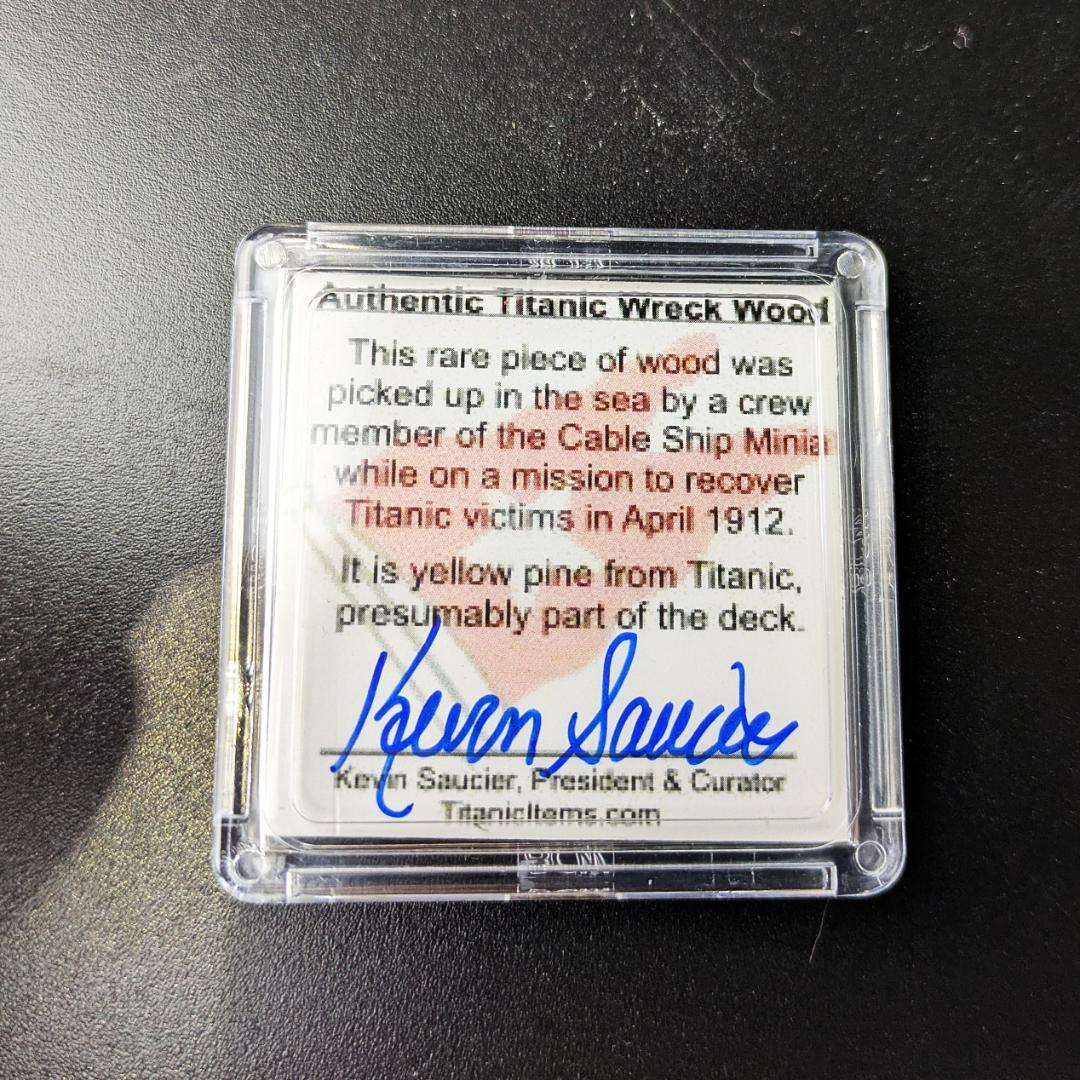 Authentic Titanic Wreck Wood
This rare piece of wood was
picked up in the sea by a crew
member of the Cable Ship Minia
while on a mission to recover
Titanic victims in April 1912.
It is yellow pine from Titanic,
presumably part of the deck.
Kevin Saucier
Kevin Saucier, President & Curator
TitanicItems.com